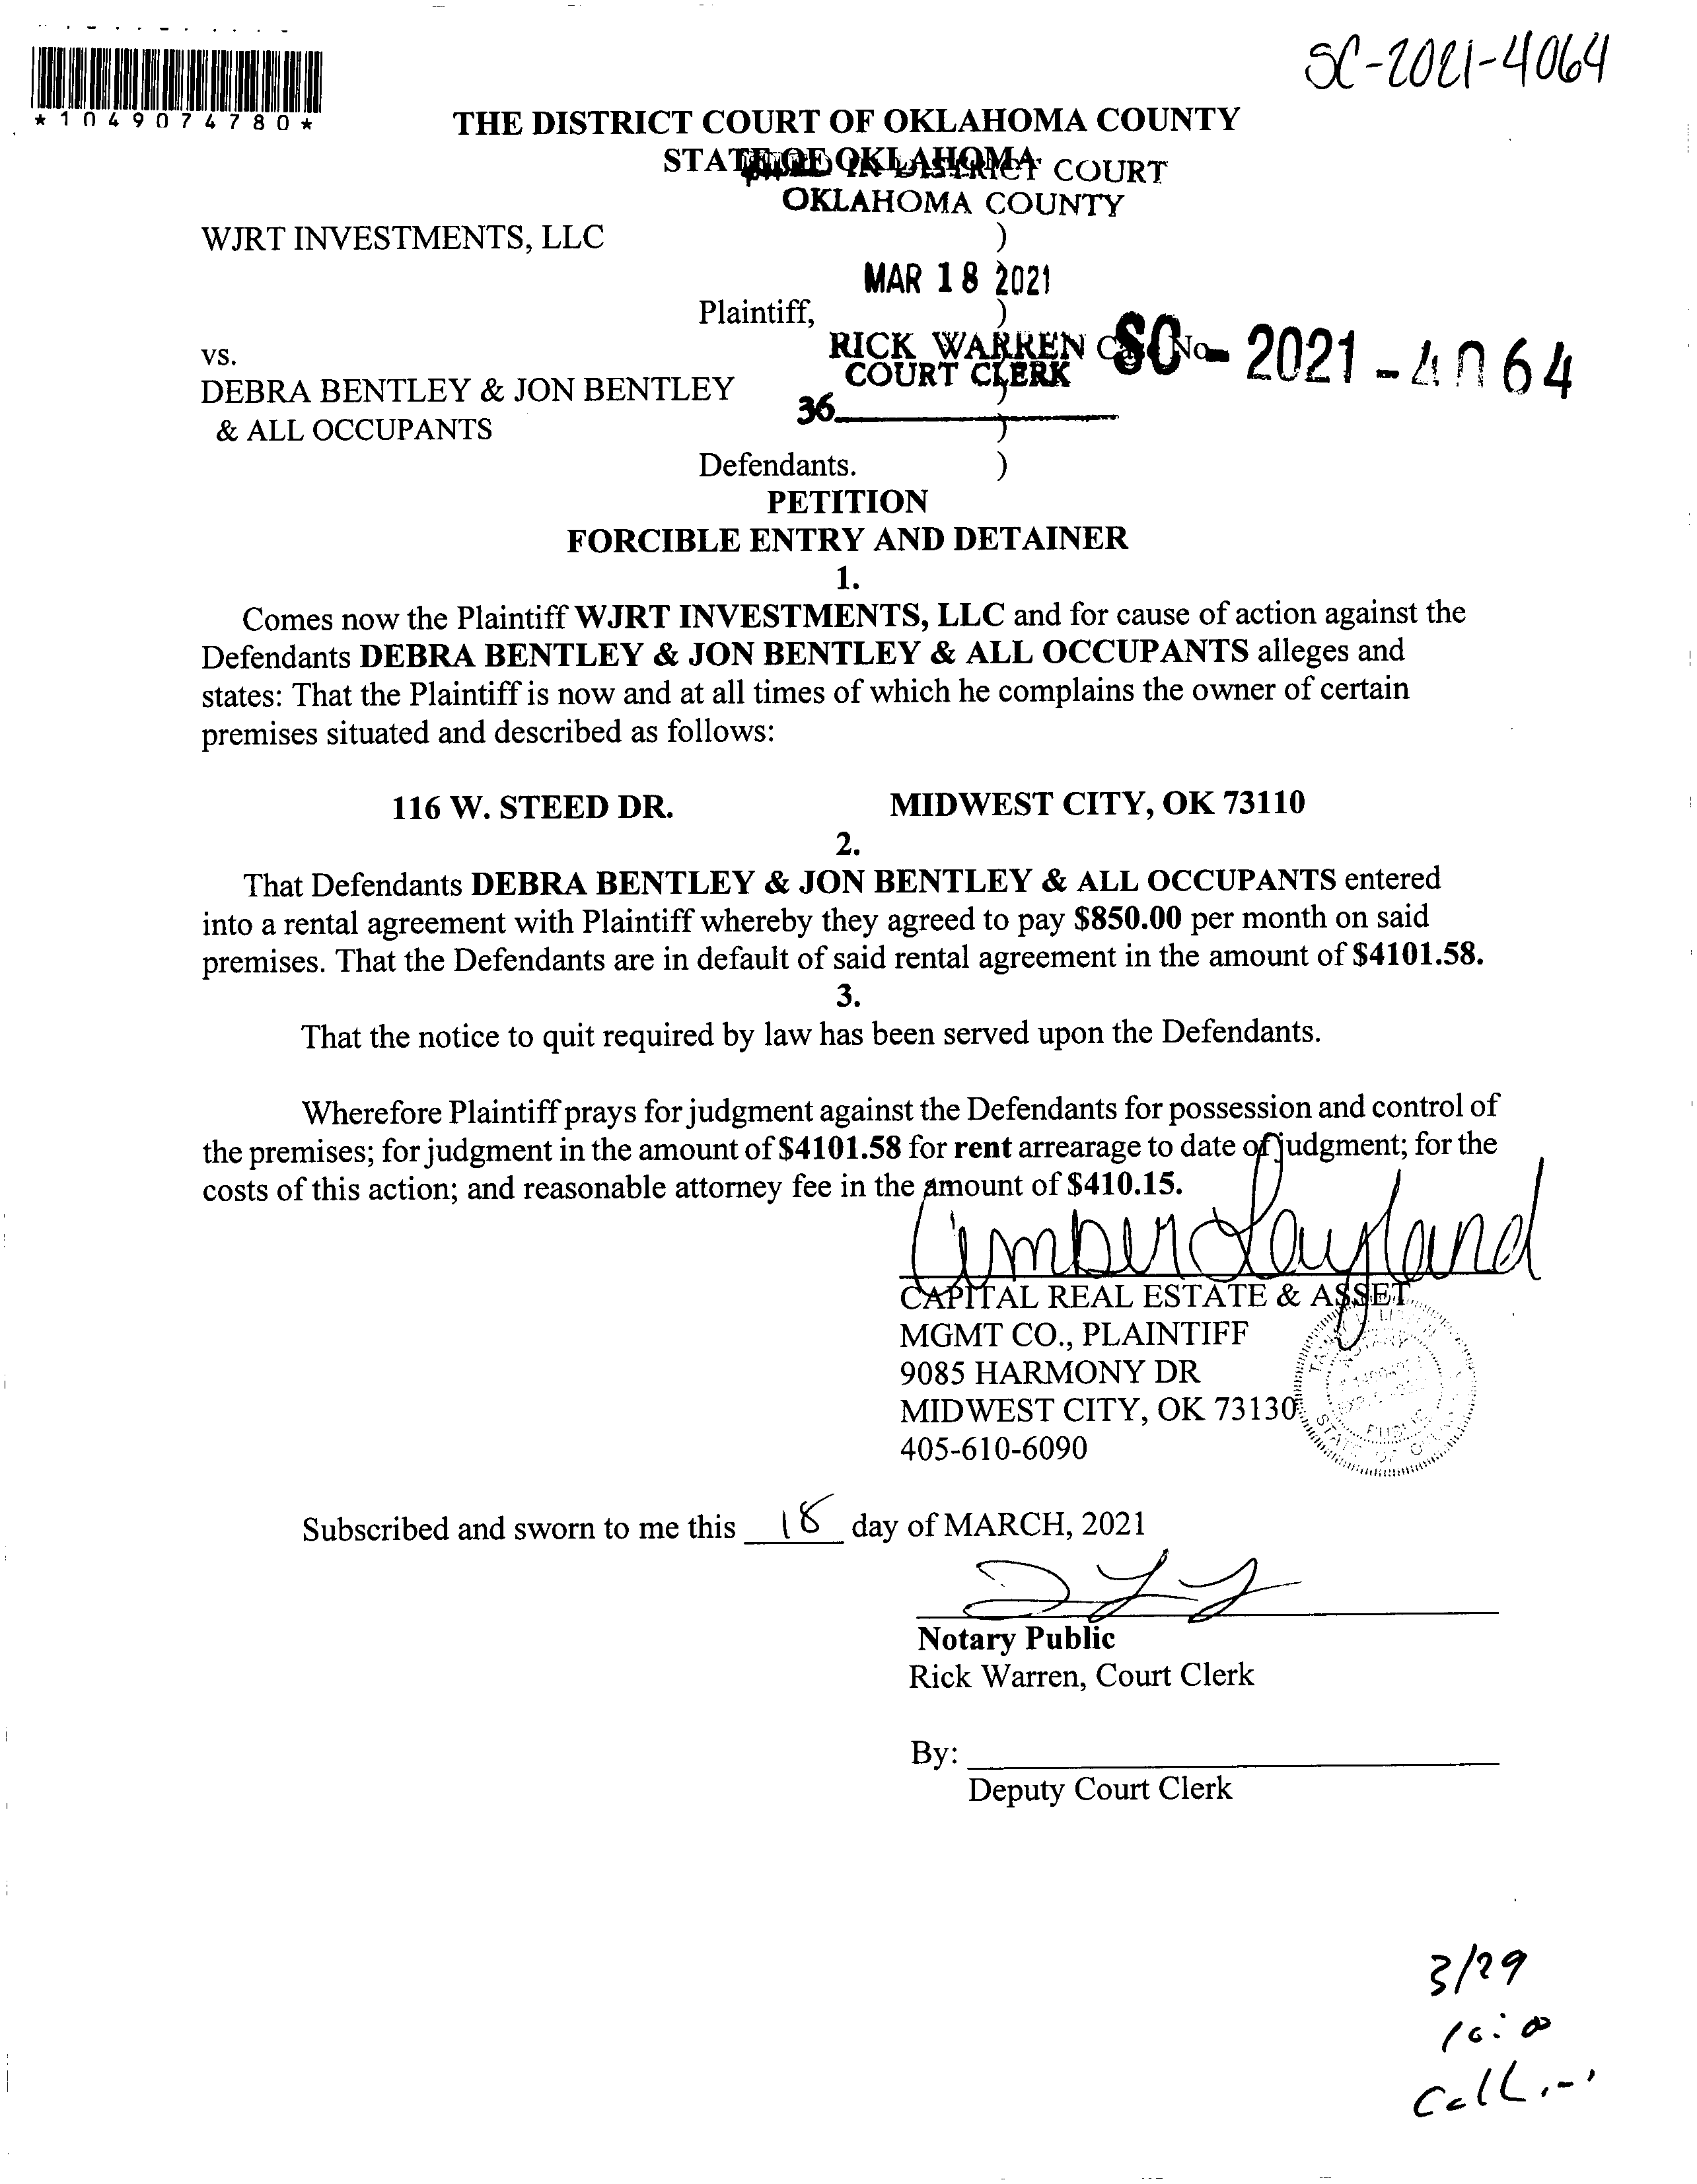 SC-2021-4064
*1049074780*
THE DISTRICT COURT OF OKLAHOMA COUNTY
STATE OF OKLAHOMA
FILED IN DISTRICT COURT
OKLAHOMA COUNTY
WJRT INVESTMENTS, LLC )
MAR 18 2021
Plaintiff, )
RICK WARREN Case No. SC - 2021 - 4064
vs.
COURT CLERK
DEBRA BENTLEY & JON BENTLEY )
36
& ALL OCCUPANTS )
Defendants. )
PETITION
FORCIBLE ENTRY AND DETAINER
1.
Comes now the Plaintiff WJRT INVESTMENTS, LLC and for cause of action against the
Defendants DEBRA BENTLEY & JON BENTLEY & ALL OCCUPANTS alleges and
states: That the Plaintiff is now and at all times of which he complains the owner of certain
premises situated and described as follows:
116 W. STEED DR. MIDWEST CITY, OK 73110
2.
That Defendants DEBRA BENTLEY & JON BENTLEY & ALL OCCUPANTS entered
into a rental agreement with Plaintiff whereby they agreed to pay $850.00 per month on said
premises. That the Defendants are in default of said rental agreement in the amount of $4101.58.
3.
That the notice to quit required by law has been served upon the Defendants.
Wherefore Plaintiff prays for judgment against the Defendants for possession and control of
the premises; for judgment in the amount of $4101.58 for rent arrearage to date of judgment; for the
costs of this action; and reasonable attorney fee in the amount of $410.15.
Amber Layland
CAPITAL REAL ESTATE & ASSET
MGMT CO., PLAINTIFF
9085 HARMONY DR
MIDWEST CITY, OK 73130
405-610-6090
NOTARY
PUBLIC
STATE OF
Subscribed and sworn to me this 18 day of MARCH, 2021
Notary Public
Rick Warren, Court Clerk
By:
Deputy Court Clerk
3/29
10:00